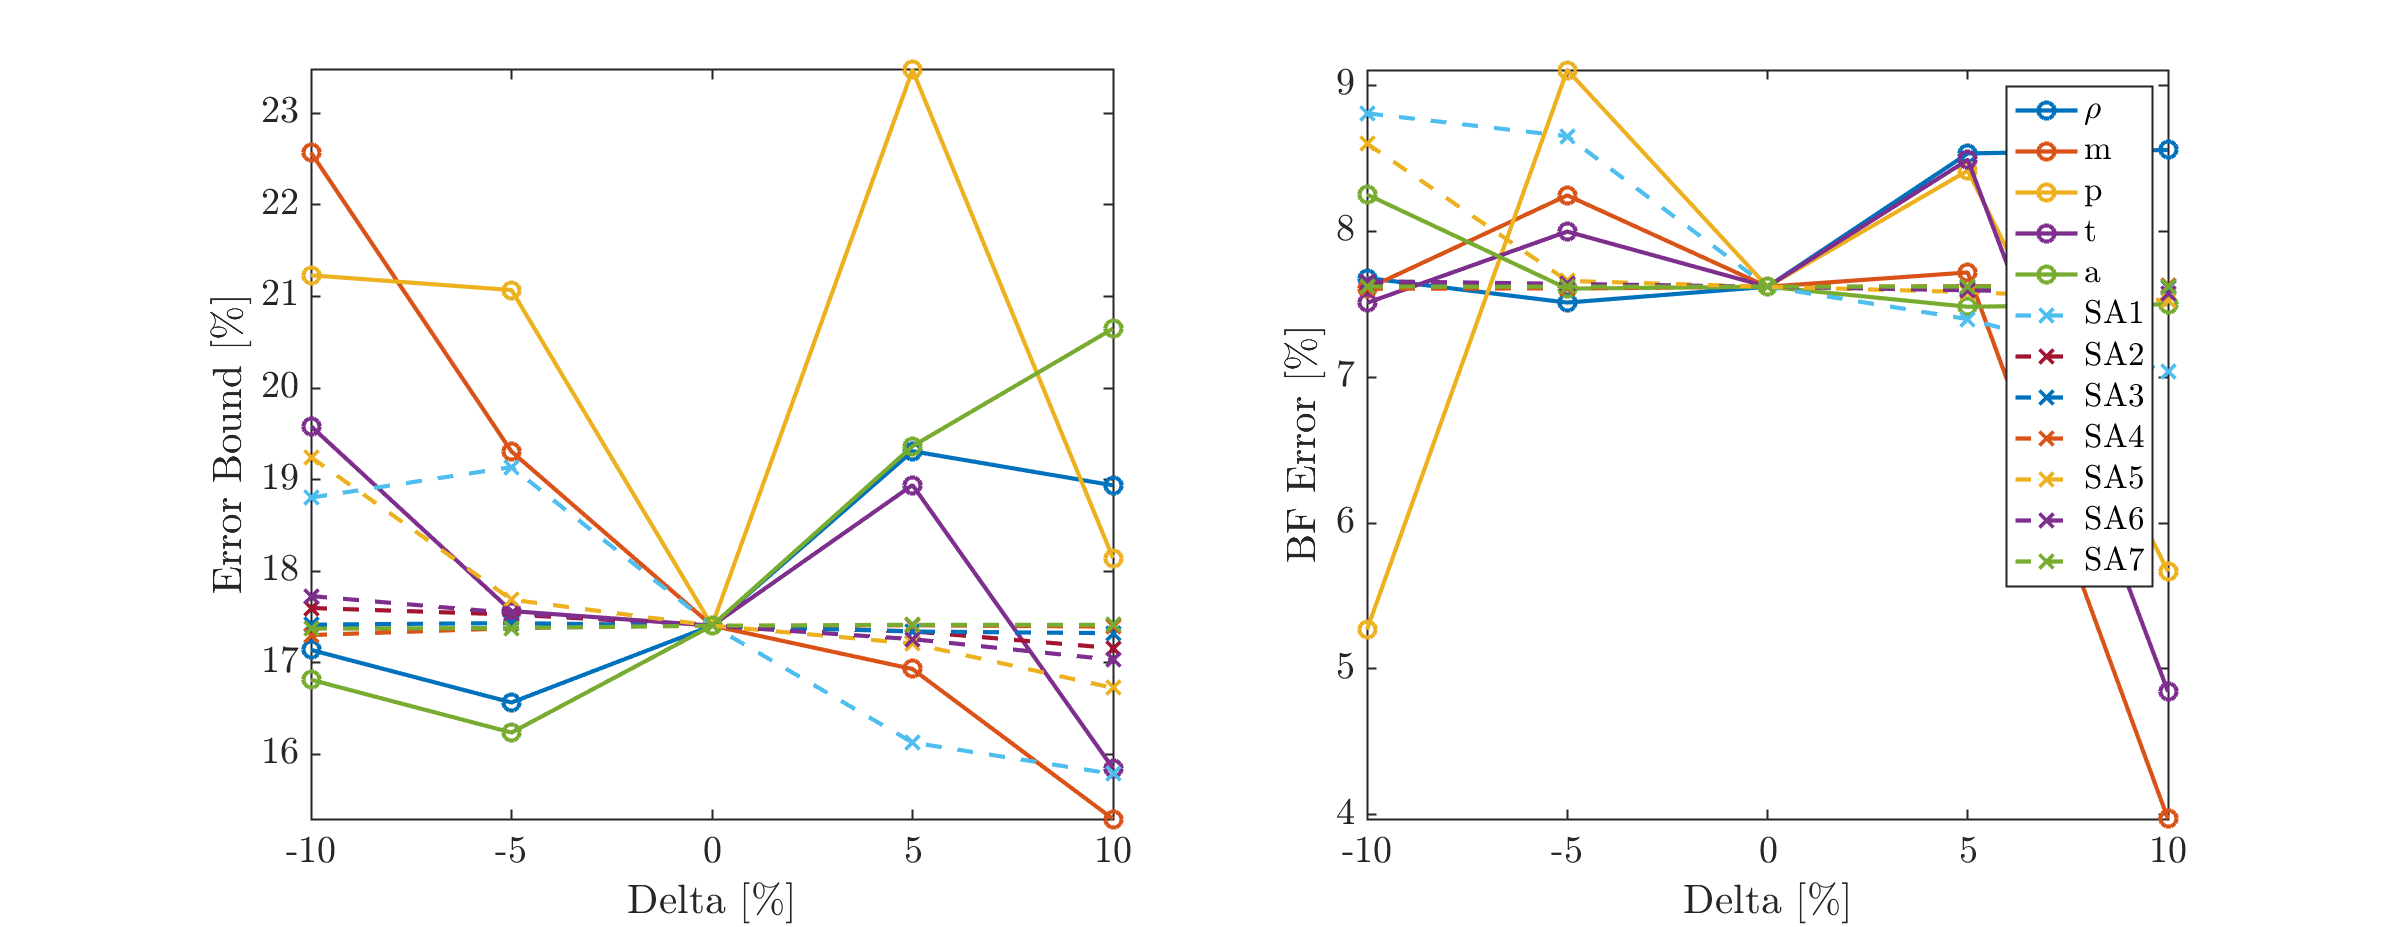 23
22
21
20
19
18
17
16
-10 -5 0 5 10
Delta [%]
Error Bound [%]
9
8
7
6
5
4
-10 -5 0 5 10
Delta [%]
BF Error [%]
ρ
m
p
t
a
SA1
SA2
SA3
SA4
SA5
SA6
SA7